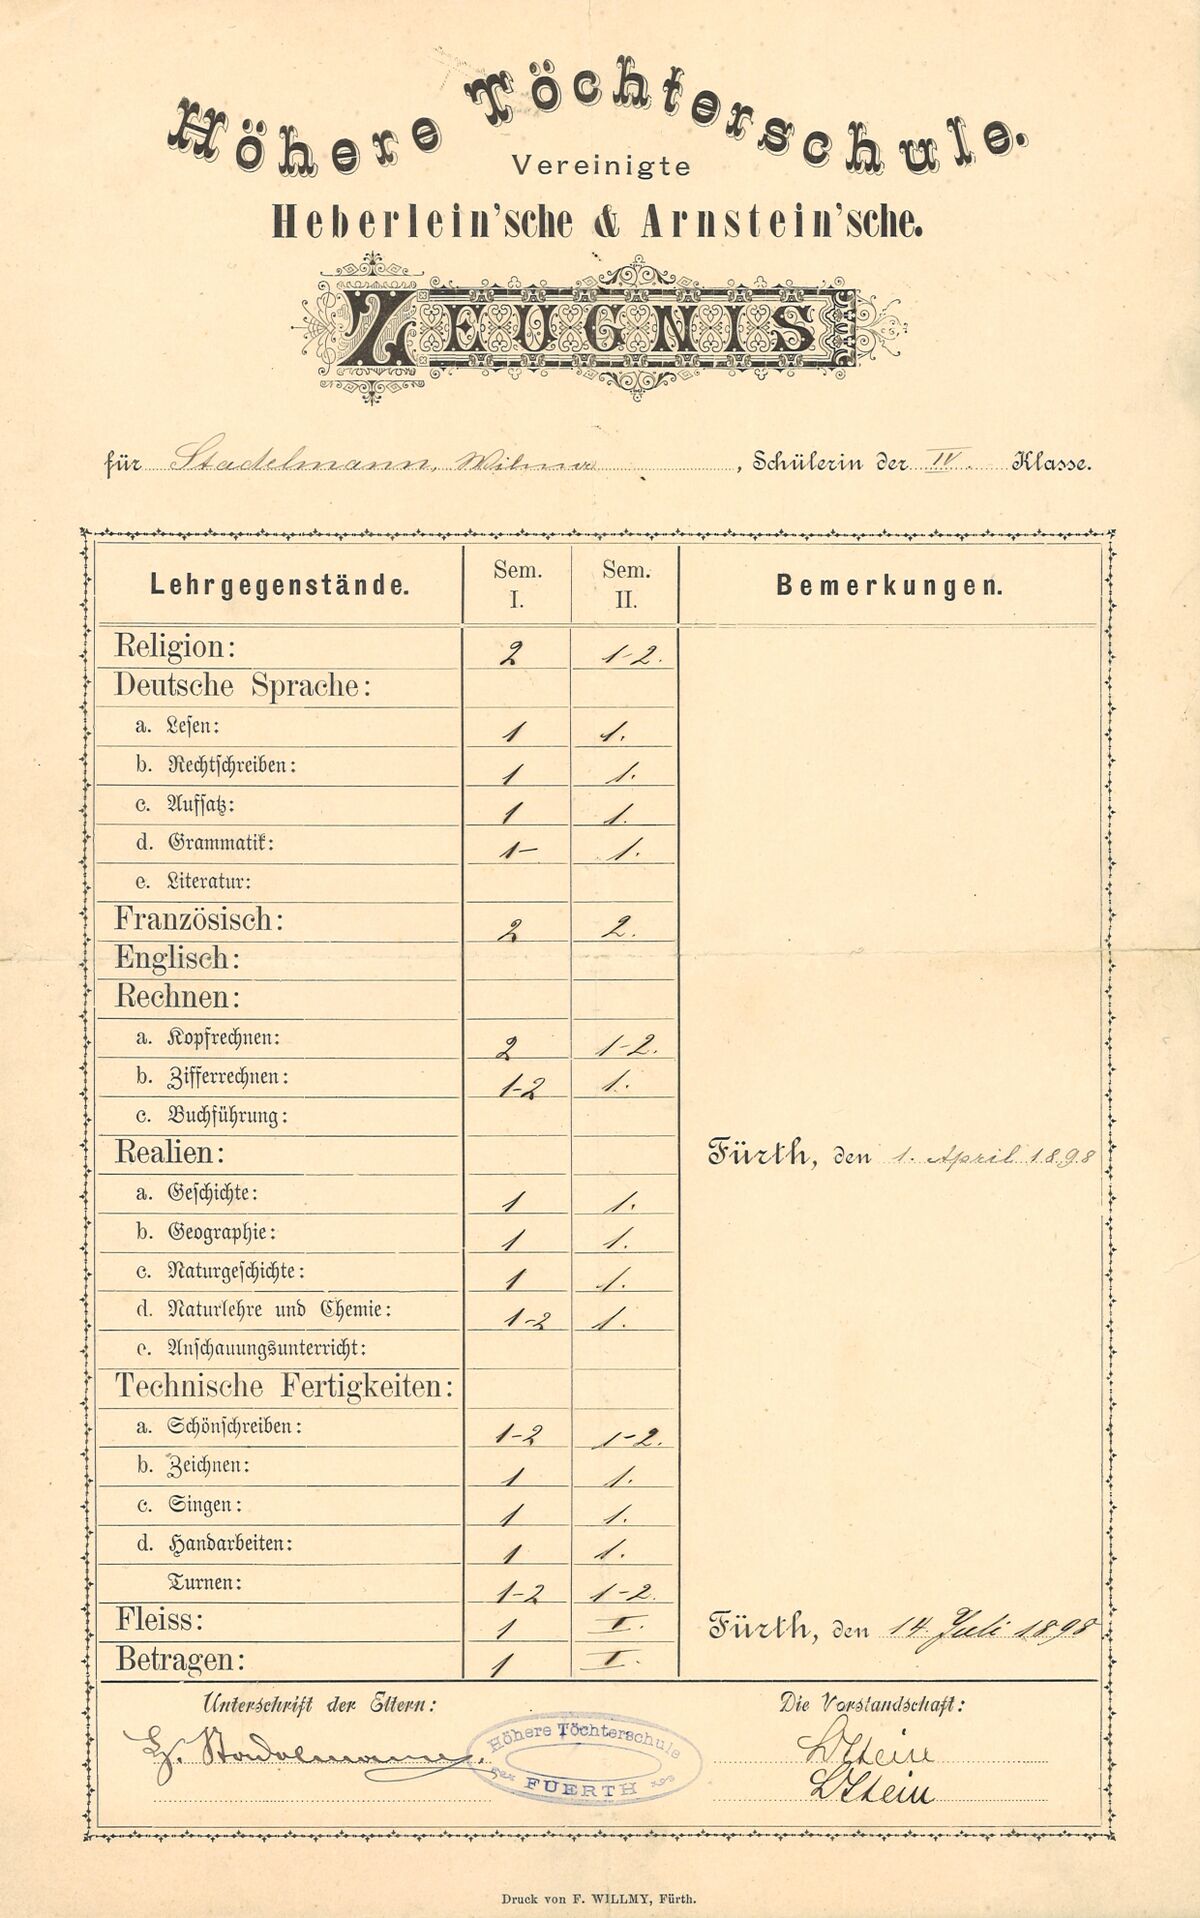 Höhere Töchterschule.
Vereinigte
Heberlein'sche & Arnstein'sche.
ZEUGNIS
für Stadelmann, Wilma, Schülerin der IV. Klasse.
Lehrgegenstände. Sem. I. Sem. II. Bemerkungen.
Religion: 2 1-2.
Deutsche Sprache:
a. Lesen: 1 1.
b. Rechtschreiben: 1 1.
c. Aufsatz: 1 1.
d. Grammatik: 1- 1.
e. Literatur:
Französisch: 2 2.
Englisch:
Rechnen:
a. Kopfrechnen: 2 1-2.
b. Zifferrechnen: 1-2 1.
c. Buchführung:
Realien: Fürth, den 1. April 1898
a. Geschichte: 1 1.
b. Geographie: 1 1.
c. Naturgeschichte: 1 1.
d. Naturlehre und Chemie: 1-2 1.
e. Anschauungsunterricht:
Technische Fertigkeiten:
a. Schönschreiben: 1-2 1-2.
b. Zeichnen: 1 1.
c. Singen: 1 1.
d. Handarbeiten: 1 1.
Turnen: 1-2 1-2.
Fleiss: 1 I. Fürth, den 14. Juli 1898
Betragen: 1 I.
Unterschrift der Eltern: Die Vorstandschaft:
Stadelmann. Höhere Töchterschule FUERTH
Druck von F. WILLMY, Fürth.